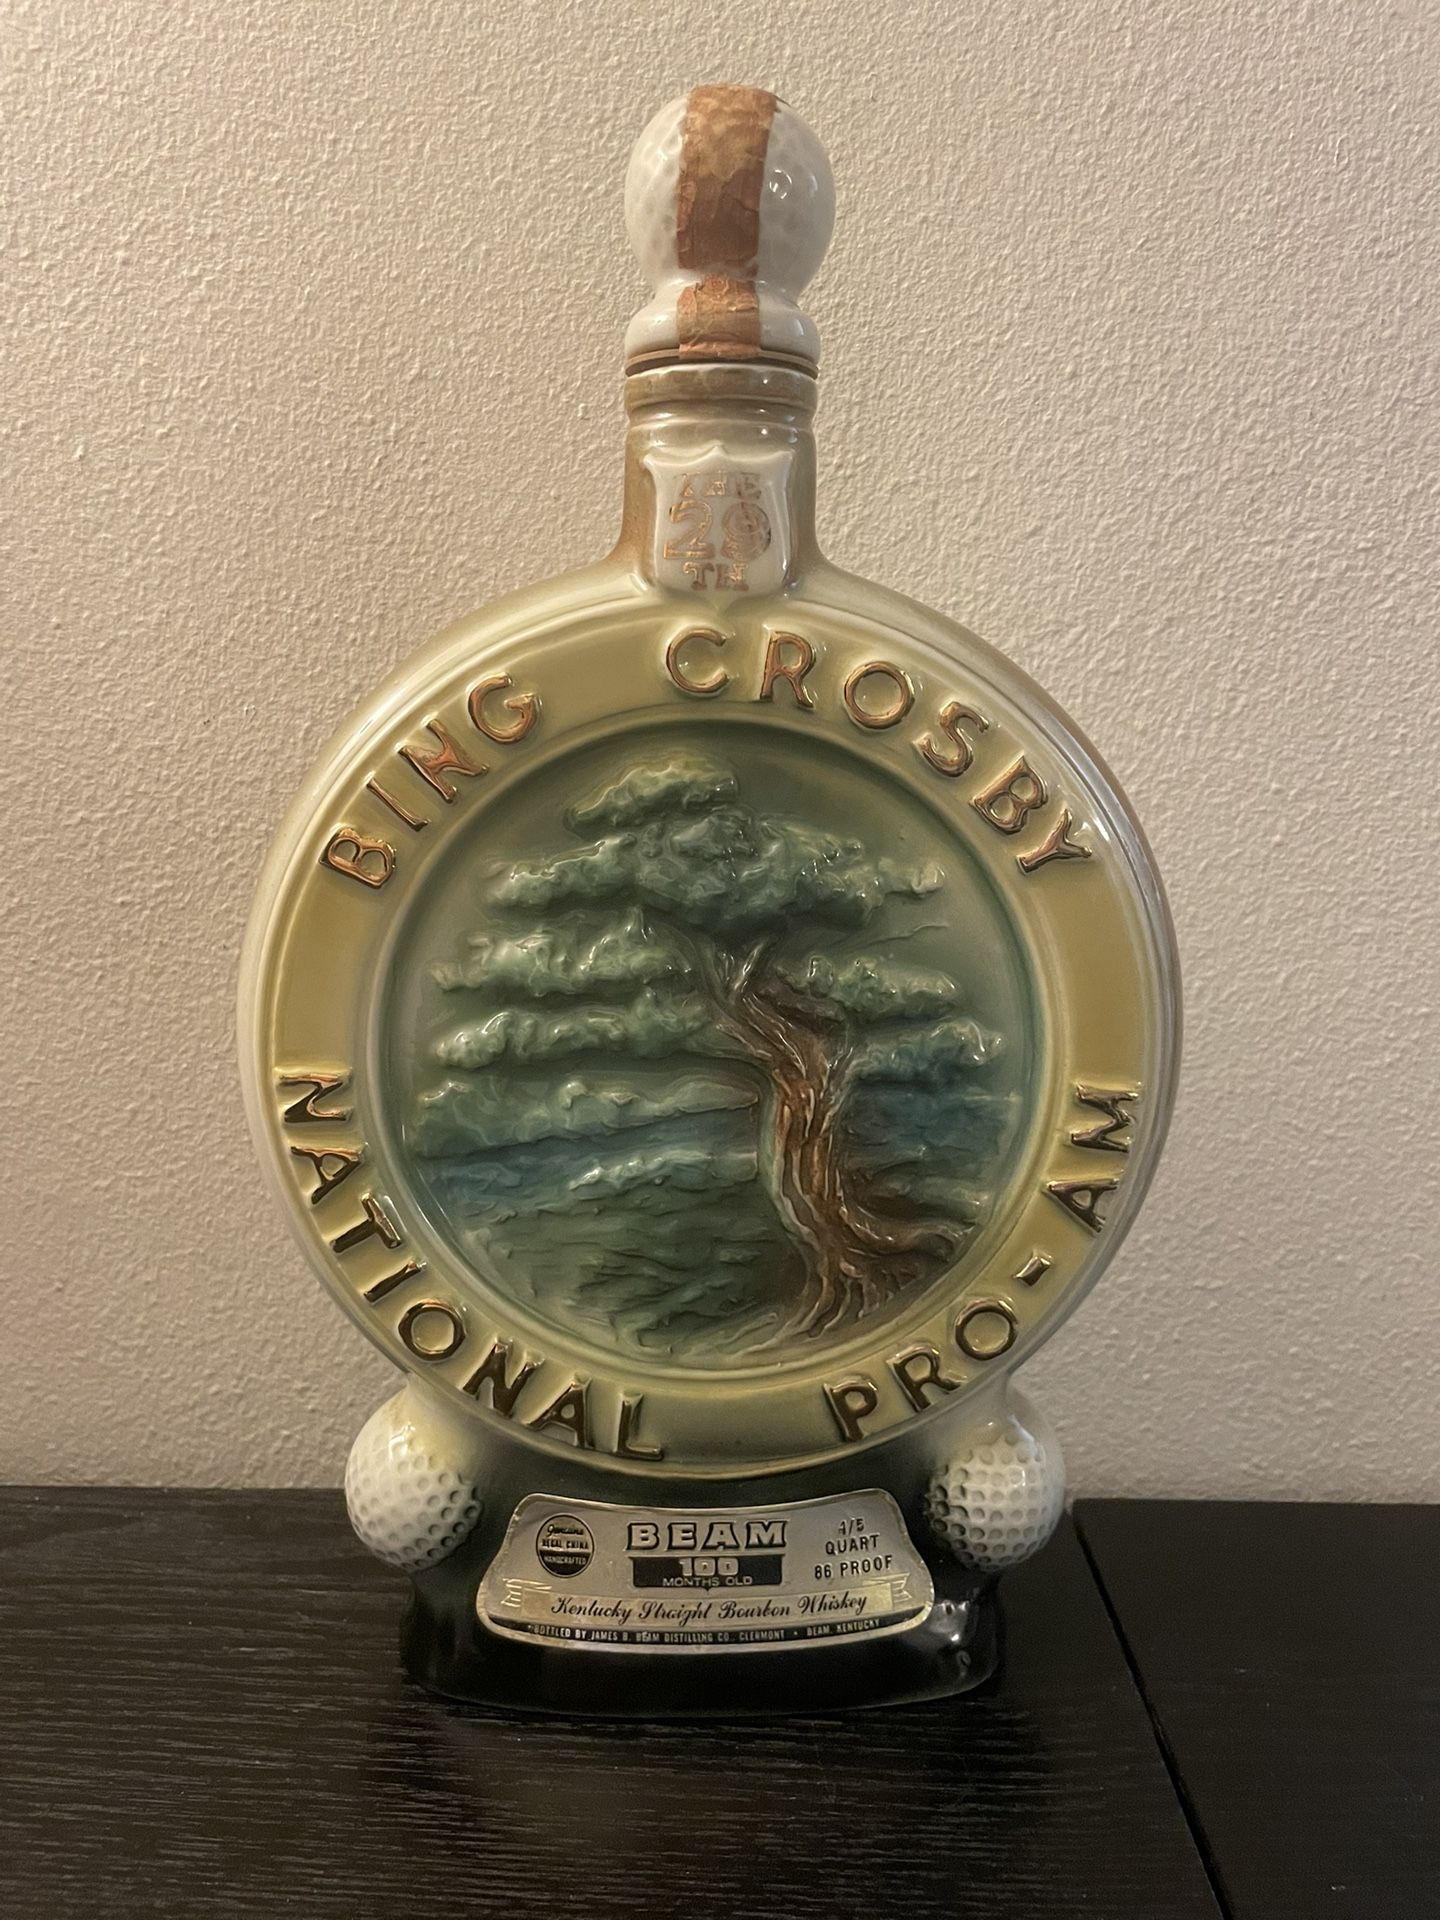 THE
29
TH
BING CROSBY
NATIONAL PRO-AM
Genuine
REGAL CHINA
HANDCRAFTED
BEAM
100
MONTHS OLD
4/5
QUART
86 PROOF
Kentucky Straight Bourbon Whiskey
BOTTLED BY JAMES B. BEAM DISTILLING CO. CLERMONT • BEAM, KENTUCKY